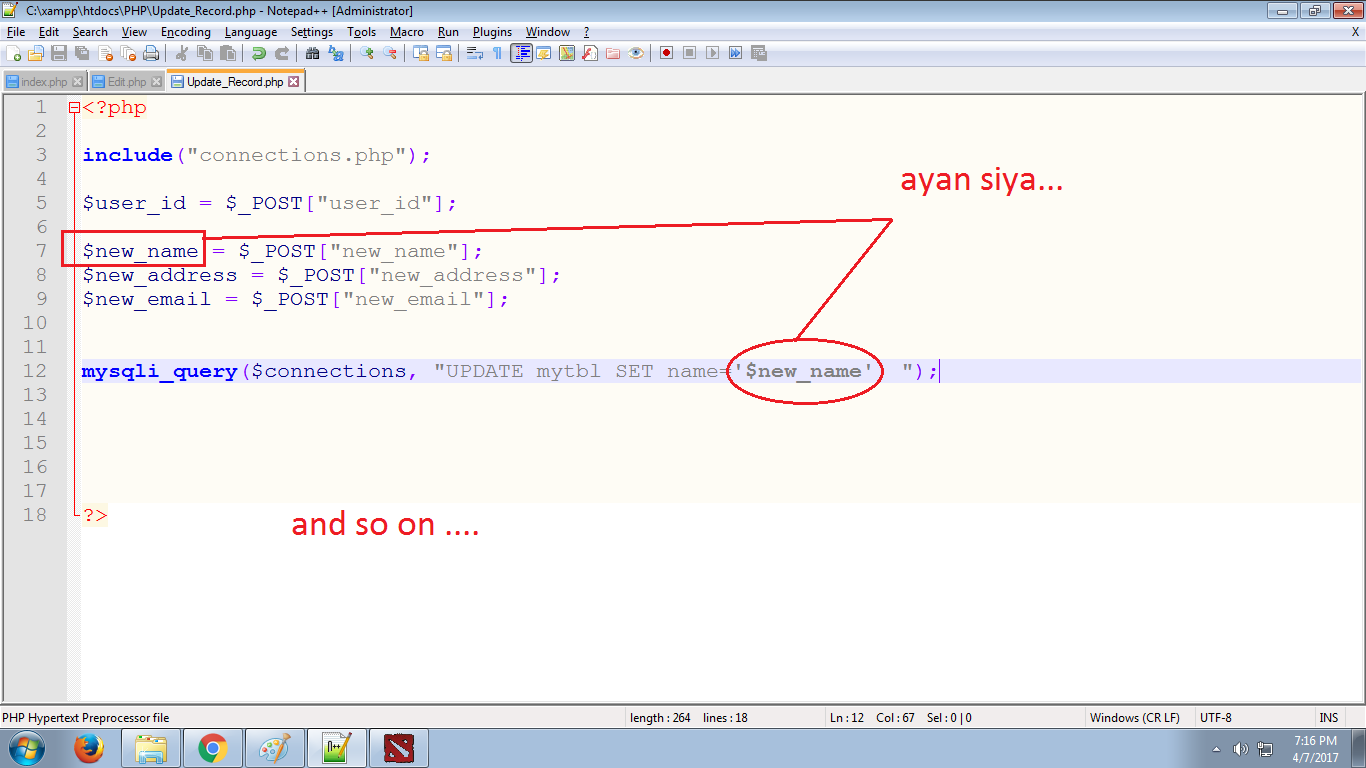 C:\xampp\htdocs\PHP\Update_Record.php - Notepad++ [Administrator]
File Edit Search View Encoding Language Settings Tools Macro Run Plugins Window ? X
index.php Edit.php Update_Record.php
1 <?php
2
3 include("connections.php");
4
5 $user_id = $_POST["user_id"];
6
7 $new_name = $_POST["new_name"];
8 $new_address = $_POST["new_address"];
9 $new_email = $_POST["new_email"];
10
11
12 mysqli_query($connections, "UPDATE mytbl SET name='$new_name' ");
13
14
15
16
17
18 ?>
ayan siya...
and so on ....
PHP Hypertext Preprocessor file length : 264 lines : 18 Ln : 12 Col : 67 Sel : 0 | 0 Windows (CR LF) UTF-8 INS
7:16 PM
4/7/2017